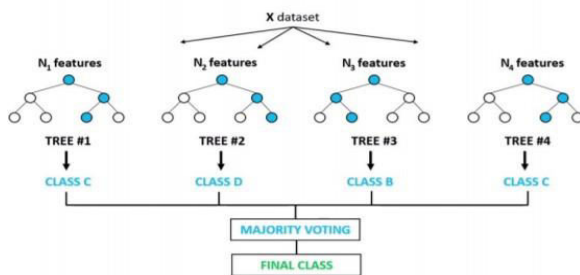 X dataset
N1 features N2 features N3 features N4 features
TREE #1 TREE #2 TREE #3 TREE #4
CLASS C CLASS D CLASS B CLASS C
MAJORITY VOTING
FINAL CLASS